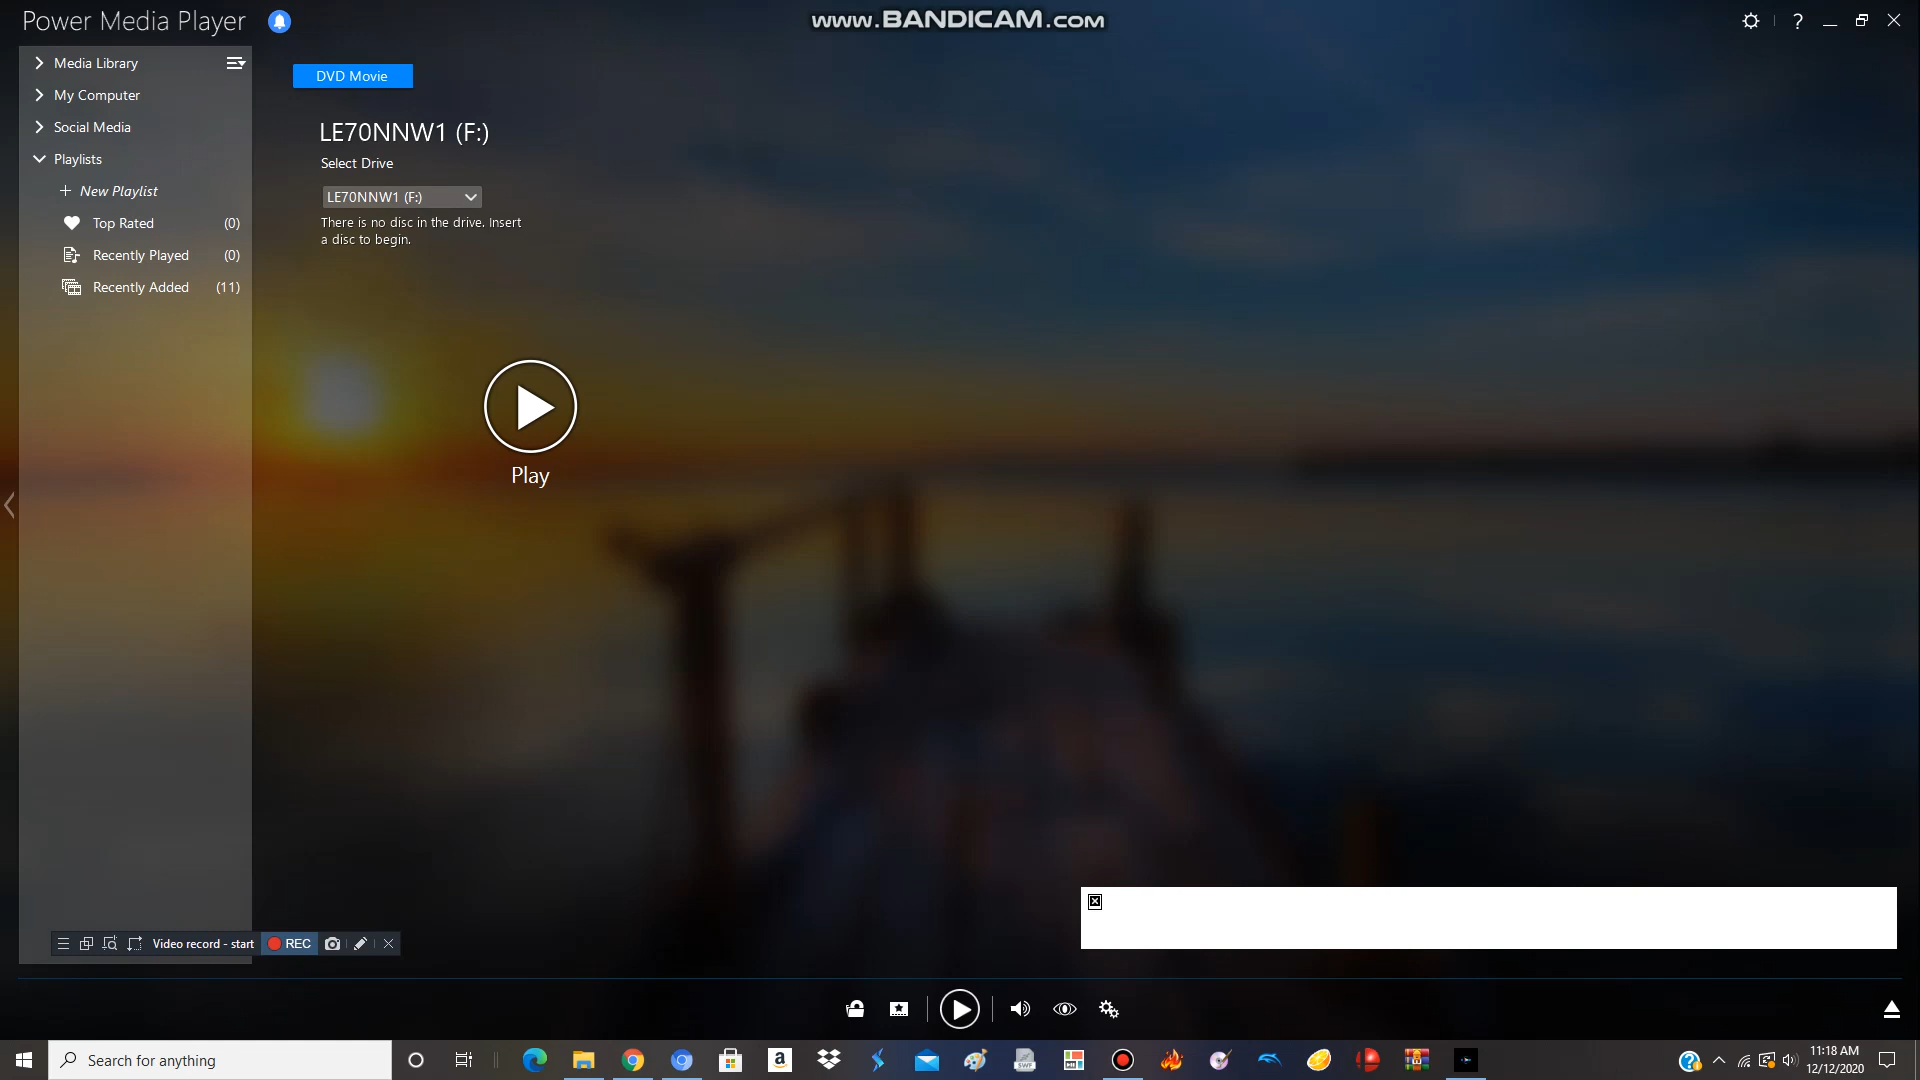 Power Media Player
www.BANDICAM.com
Media Library
My Computer
Social Media
Playlists
New Playlist
Top Rated (0)
Recently Played (0)
Recently Added (11)
DVD Movie
LE70NNW1 (F:)
Select Drive
LE70NNW1 (F:)
There is no disc in the drive. Insert
a disc to begin.
Play
Video record - start REC
Search for anything
SWF
11:18 AM
12/12/2020